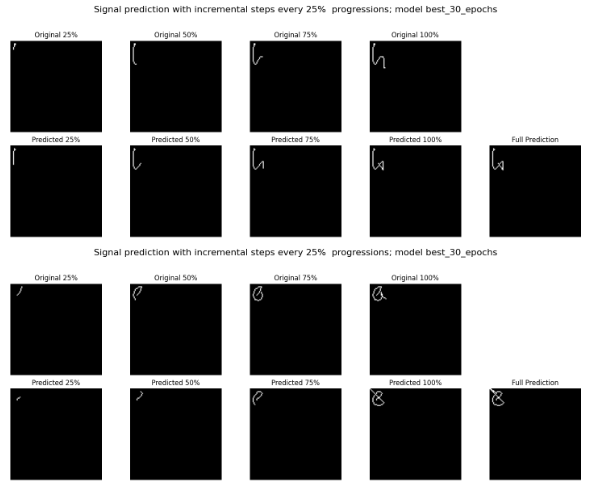 Signal prediction with incremental steps every 25%  progressions; model best_30_epochs
Original 25% Original 50% Original 75% Original 100%
Predicted 25% Predicted 50% Predicted 75% Predicted 100% Full Prediction
Signal prediction with incremental steps every 25%  progressions; model best_30_epochs
Original 25% Original 50% Original 75% Original 100%
Predicted 25% Predicted 50% Predicted 75% Predicted 100% Full Prediction